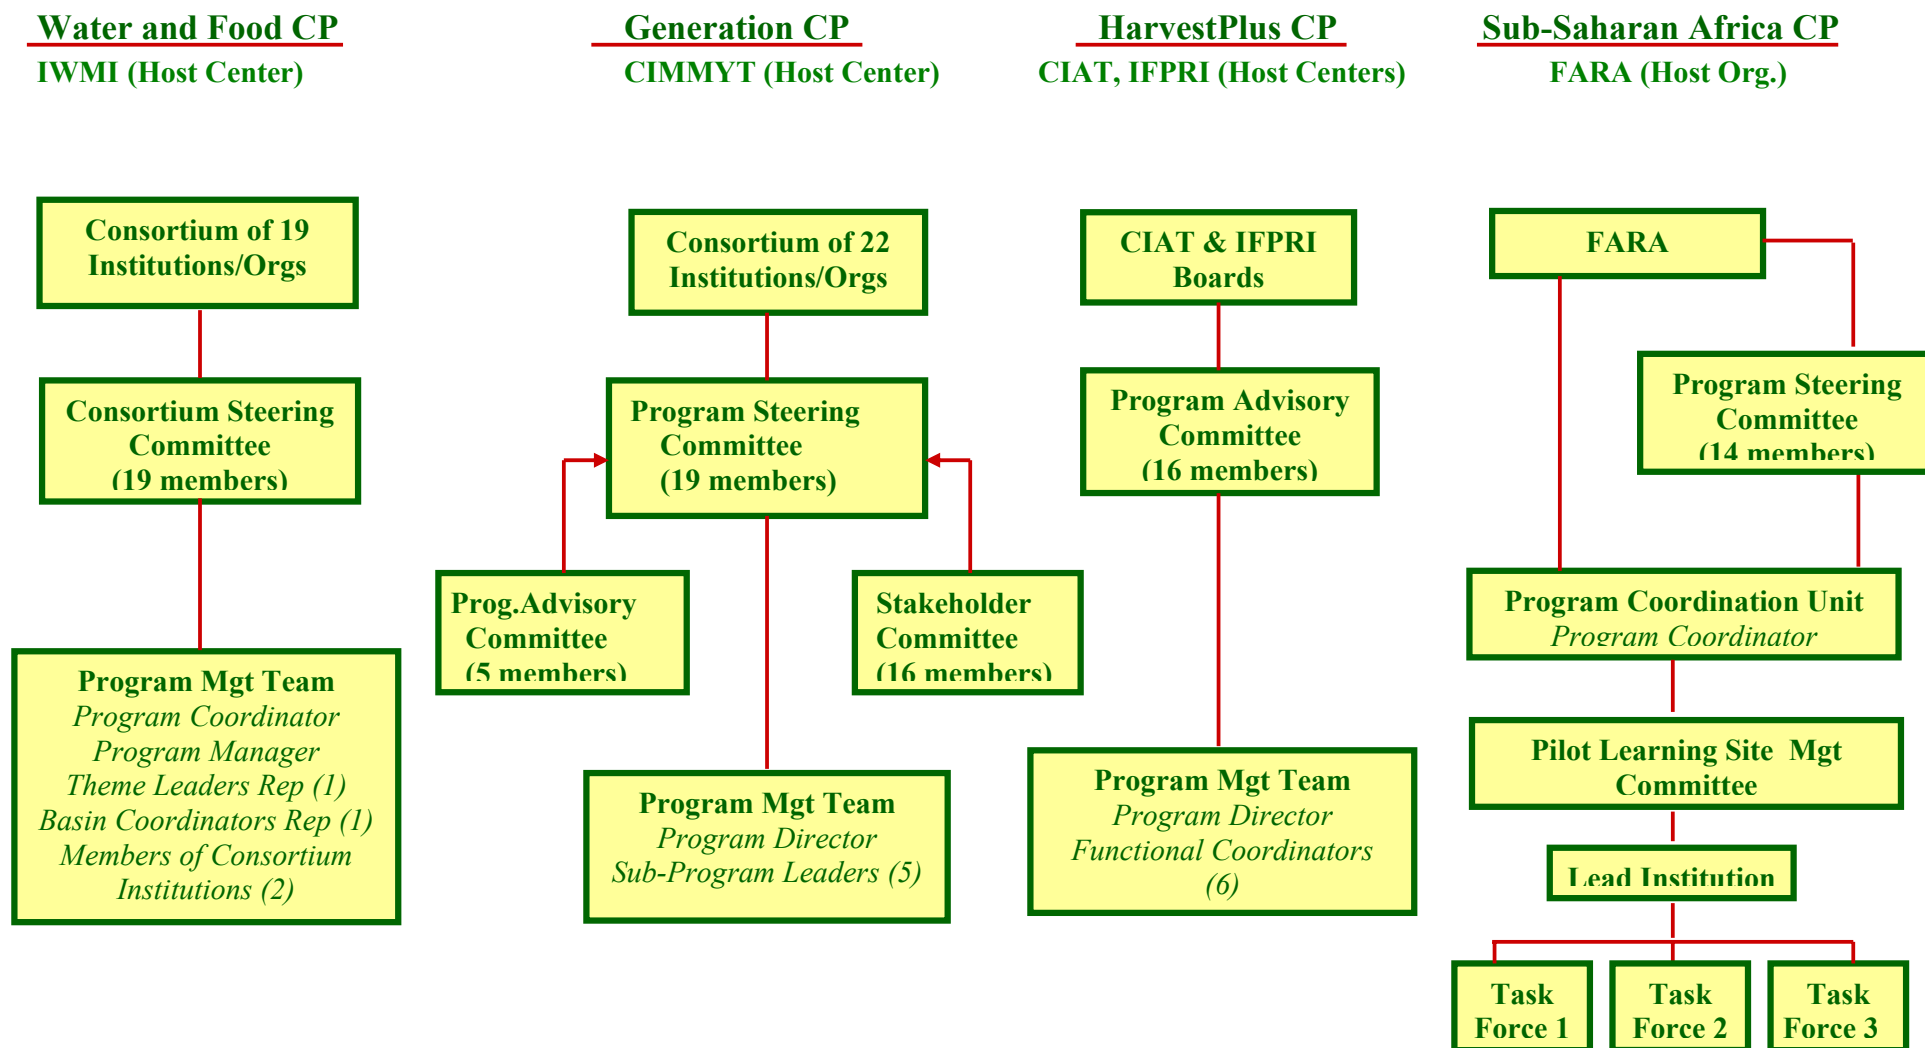 Water and Food CP
IWMI (Host Center)
Consortium of 19
Institutions/Orgs
Consortium Steering
Committee
(19 members)
Program Mgt Team
Program Coordinator
Program Manager
Theme Leaders Rep (1)
Basin Coordinators Rep (1)
Members of Consortium
Institutions (2)
Generation CP
CIMMYT (Host Center)
Consortium of 22
Institutions/Orgs
Program Steering
Committee
(19 members)
Prog.Advisory
Committee
(5 members)
Stakeholder
Committee
(16 members)
Program Mgt Team
Program Director
Sub-Program Leaders (5)
HarvestPlus CP
CIAT, IFPRI (Host Centers)
CIAT & IFPRI
Boards
Program Advisory
Committee
(16 members)
Program Mgt Team
Program Director
Functional Coordinators
(6)
Sub-Saharan Africa CP
FARA (Host Org.)
FARA
Program Steering
Committee
(14 members)
Program Coordination Unit
Program Coordinator
Pilot Learning Site Mgt
Committee
Lead Institution
Task
Force 1
Task
Force 2
Task
Force 3